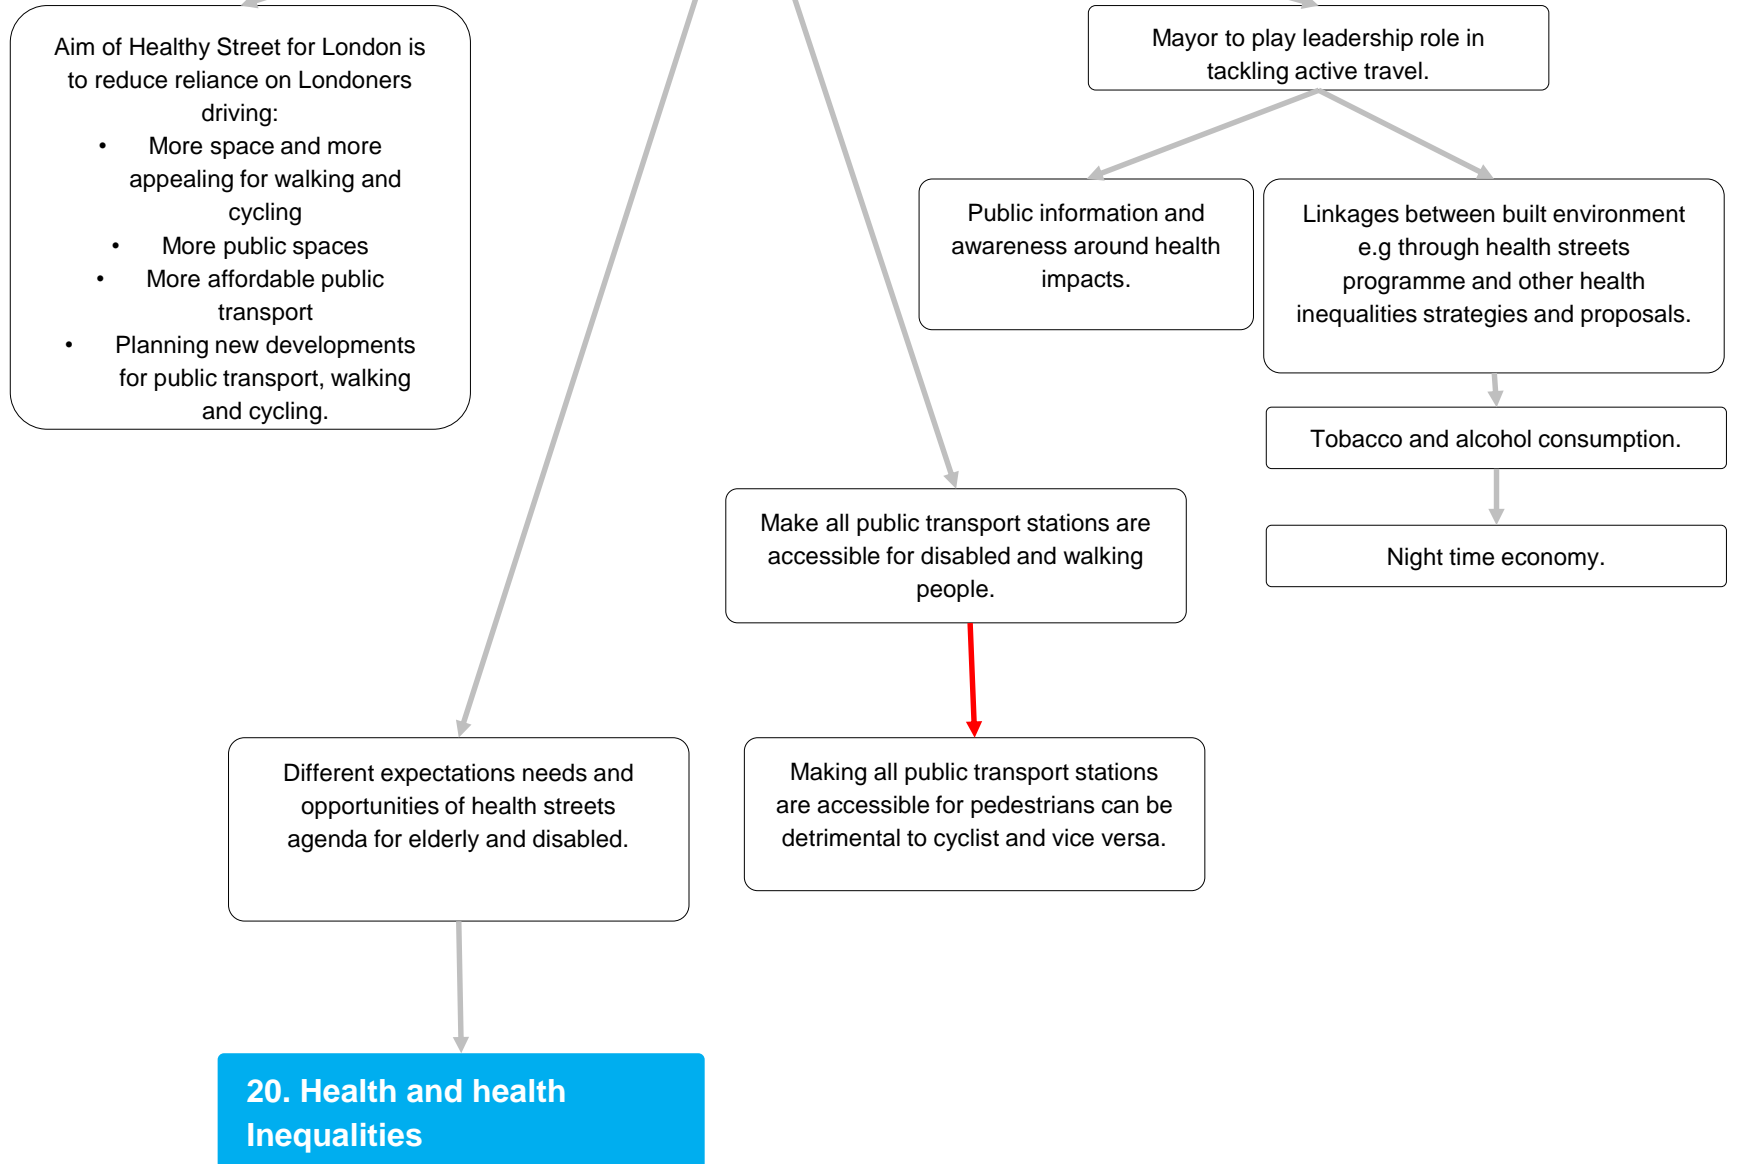 Aim of Healthy Street for London is
to reduce reliance on Londoners
driving:
• More space and more
appealing for walking and
cycling
• More public spaces
• More affordable public
transport
• Planning new developments
for public transport, walking
and cycling.
Mayor to play leadership role in
tackling active travel.
Public information and
awareness around health
impacts.
Linkages between built environment
e.g through health streets
programme and other health
inequalities strategies and proposals.
Tobacco and alcohol consumption.
Night time economy.
Make all public transport stations are
accessible for disabled and walking
people.
Different expectations needs and
opportunities of health streets
agenda for elderly and disabled.
Making all public transport stations
are accessible for pedestrians can be
detrimental to cyclist and vice versa.
20. Health and health
Inequalities